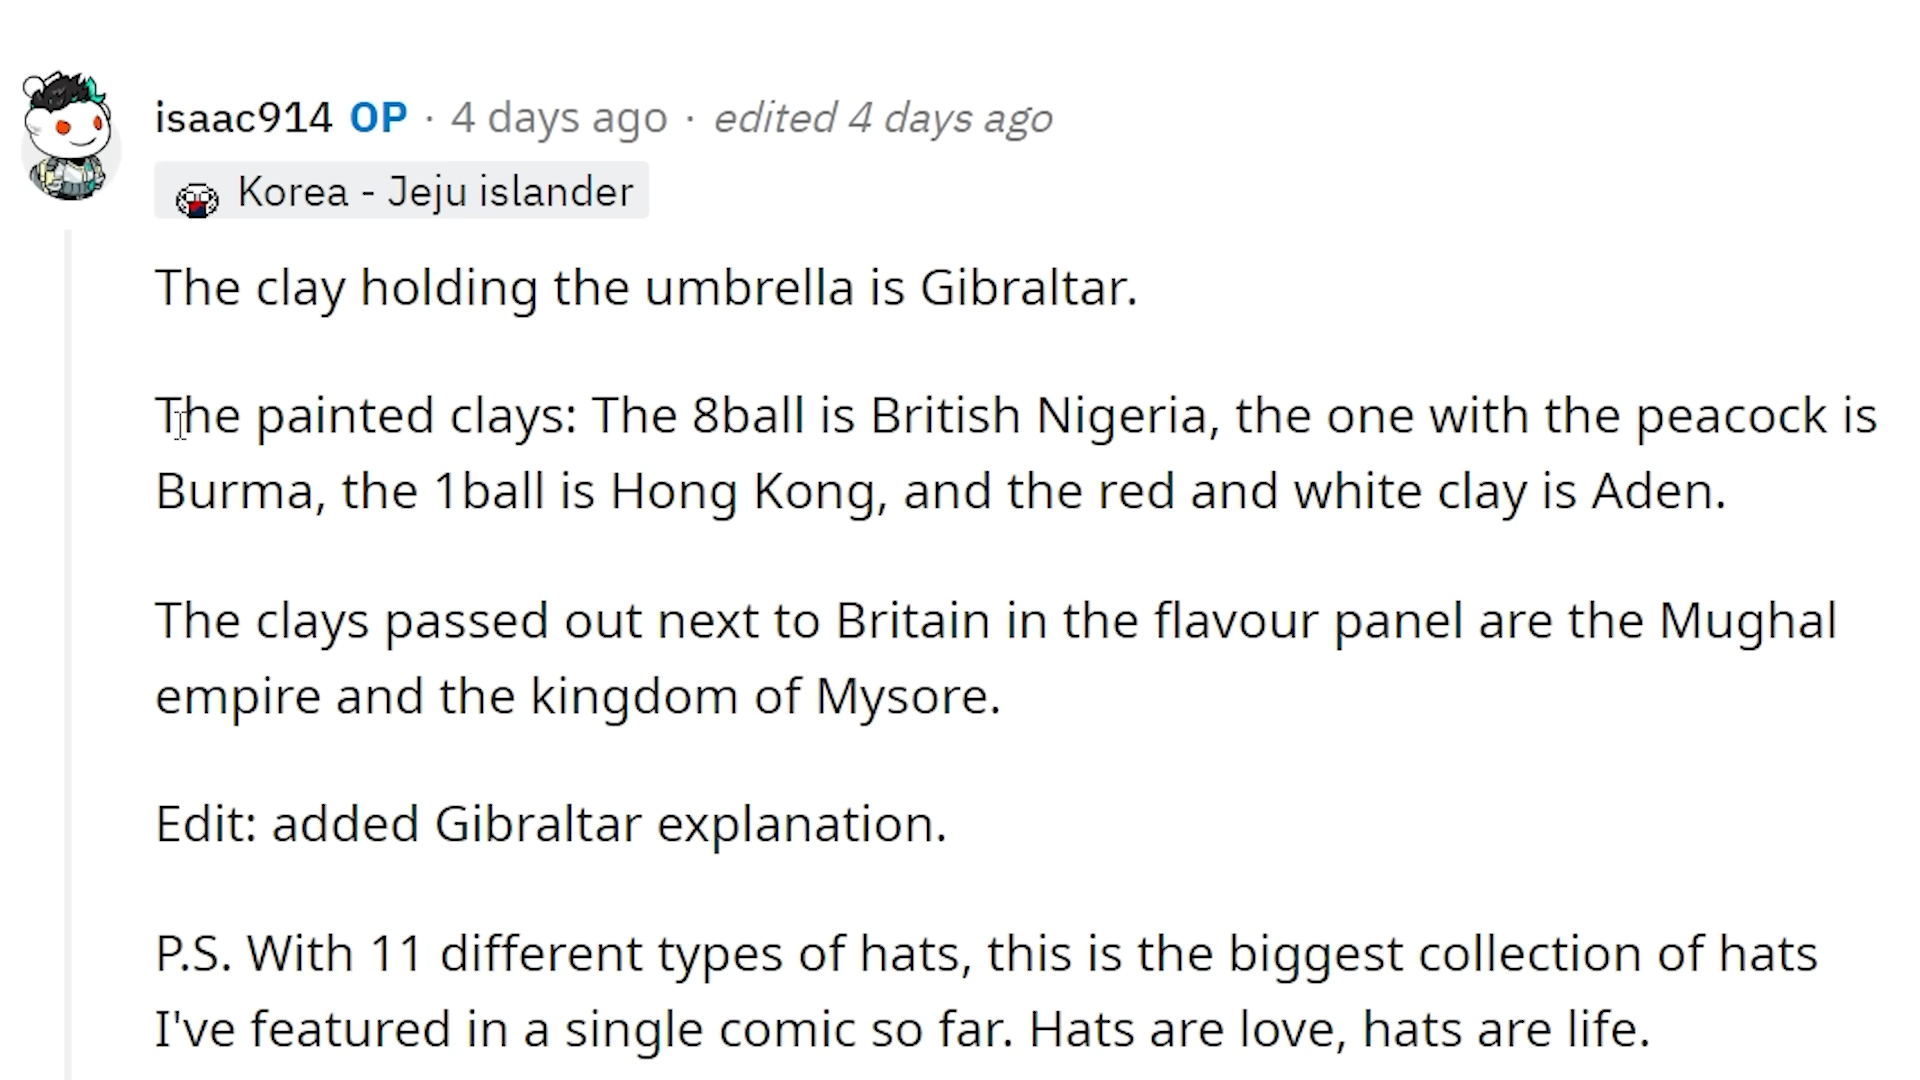 isaac914 OP · 4 days ago · edited 4 days ago
Korea - Jeju islander
The clay holding the umbrella is Gibraltar.
The painted clays: The 8ball is British Nigeria, the one with the peacock is
Burma, the 1ball is Hong Kong, and the red and white clay is Aden.
The clays passed out next to Britain in the flavour panel are the Mughal
empire and the kingdom of Mysore.
Edit: added Gibraltar explanation.
P.S. With 11 different types of hats, this is the biggest collection of hats
I've featured in a single comic so far. Hats are love, hats are life.